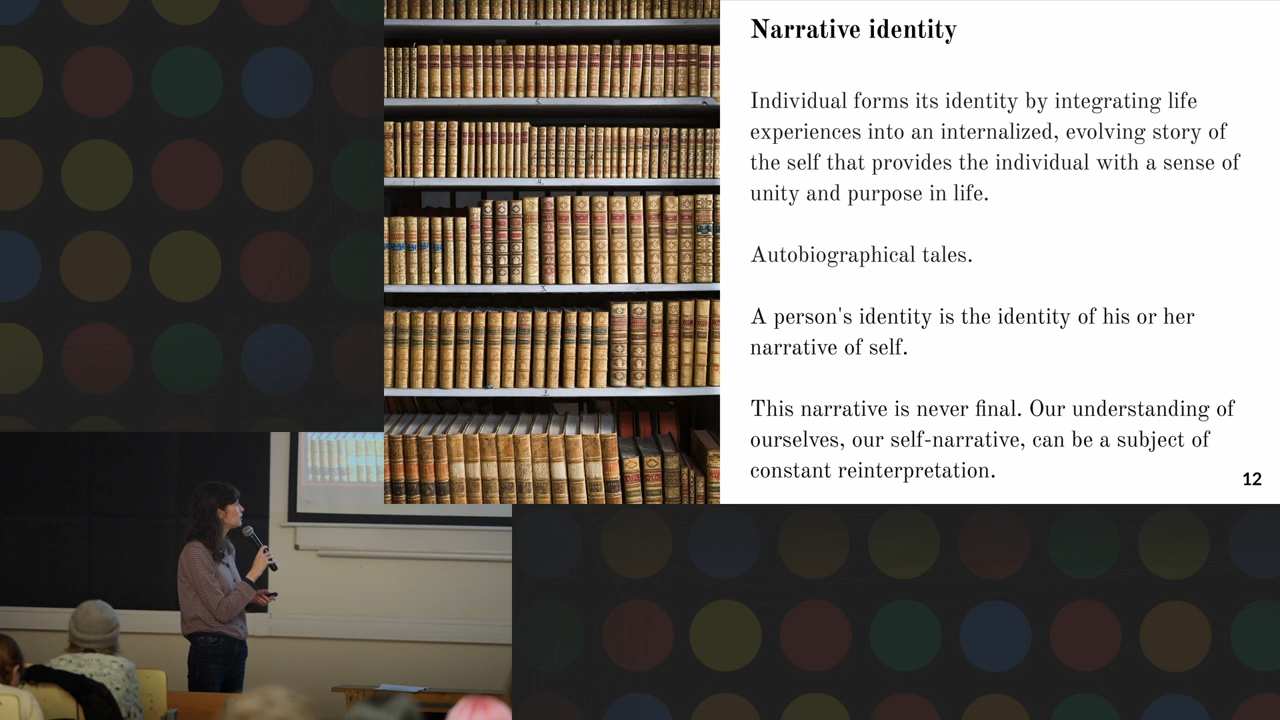 Narrative identity
Individual forms its identity by integrating life
experiences into an internalized, evolving story of
the self that provides the individual with a sense of
unity and purpose in life.
Autobiographical tales.
A person's identity is the identity of his or her
narrative of self.
This narrative is never final. Our understanding of
ourselves, our self-narrative, can be a subject of
constant reinterpretation.
12